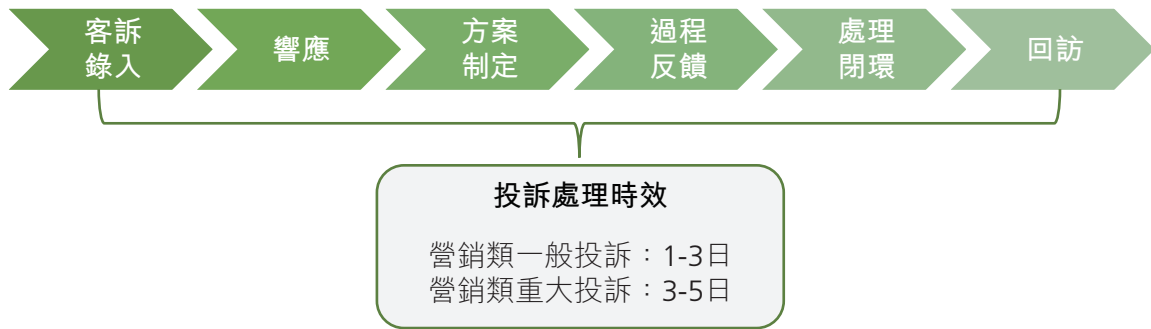 客訴
錄入
響應
方案
制定
過程
反饋
處理
閉環
回訪
投訴處理時效
營銷類一般投訴：1-3日
營銷類重大投訴：3-5日